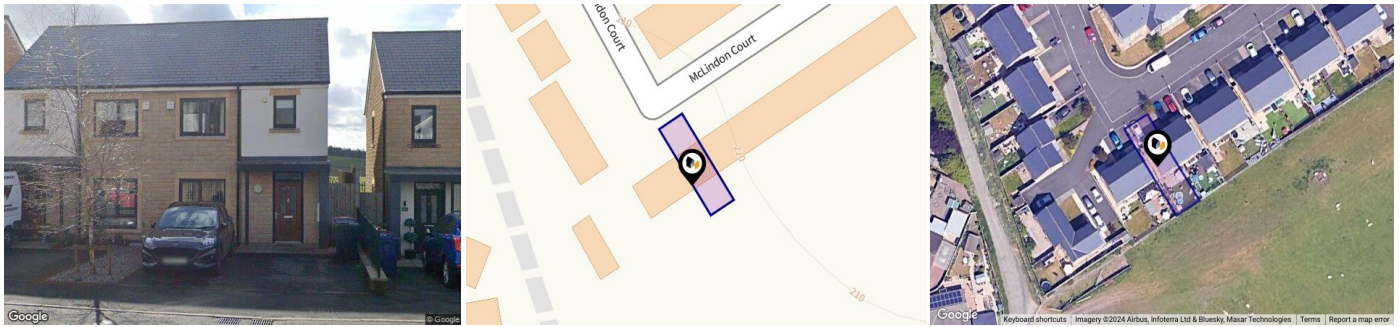 Google
© Google
210
McLindon Court
McLindon Court
210
210
Google
Keyboard shortcuts
Imagery ©2024 Airbus, Infoterra Ltd & Bluesky, Maxar Technologies
Terms
Report a map error